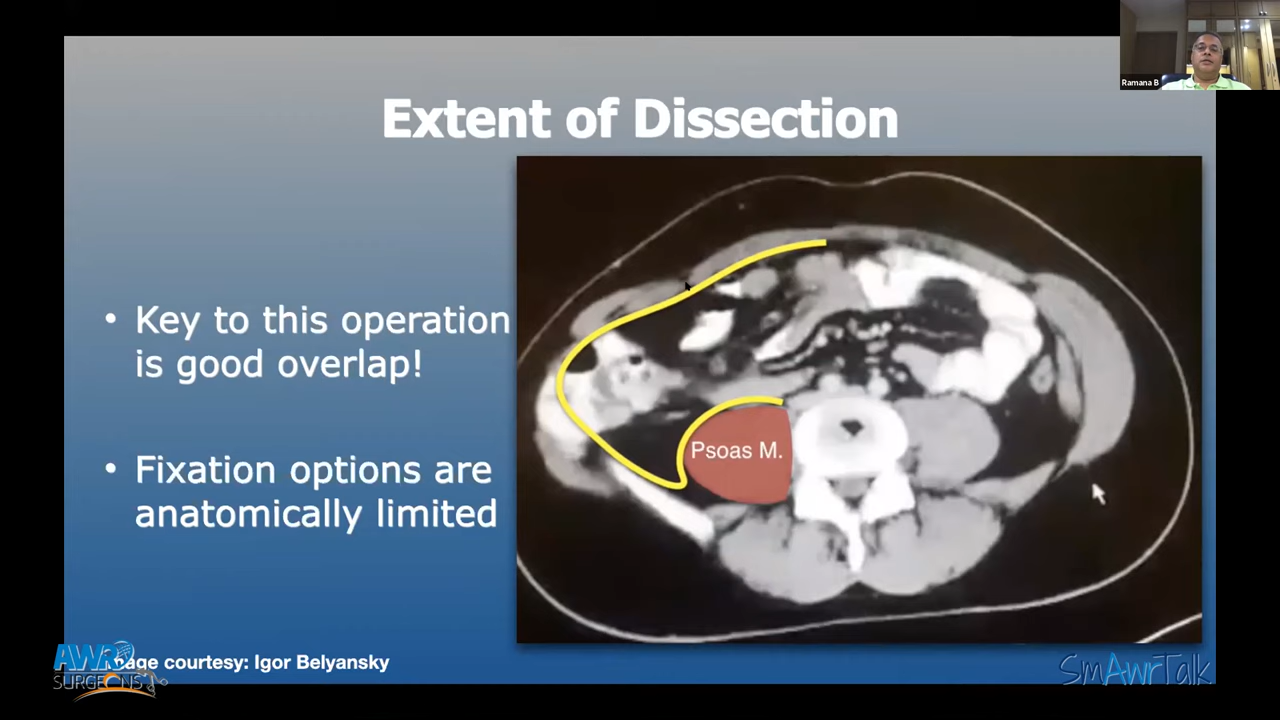 Ramana B
Extent of Dissection
• Key to this operation
is good overlap!
• Fixation options are
anatomically limited
Psoas M.
Image courtesy: Igor Belyansky
AWR
SURGEONS
SmAwrTalk